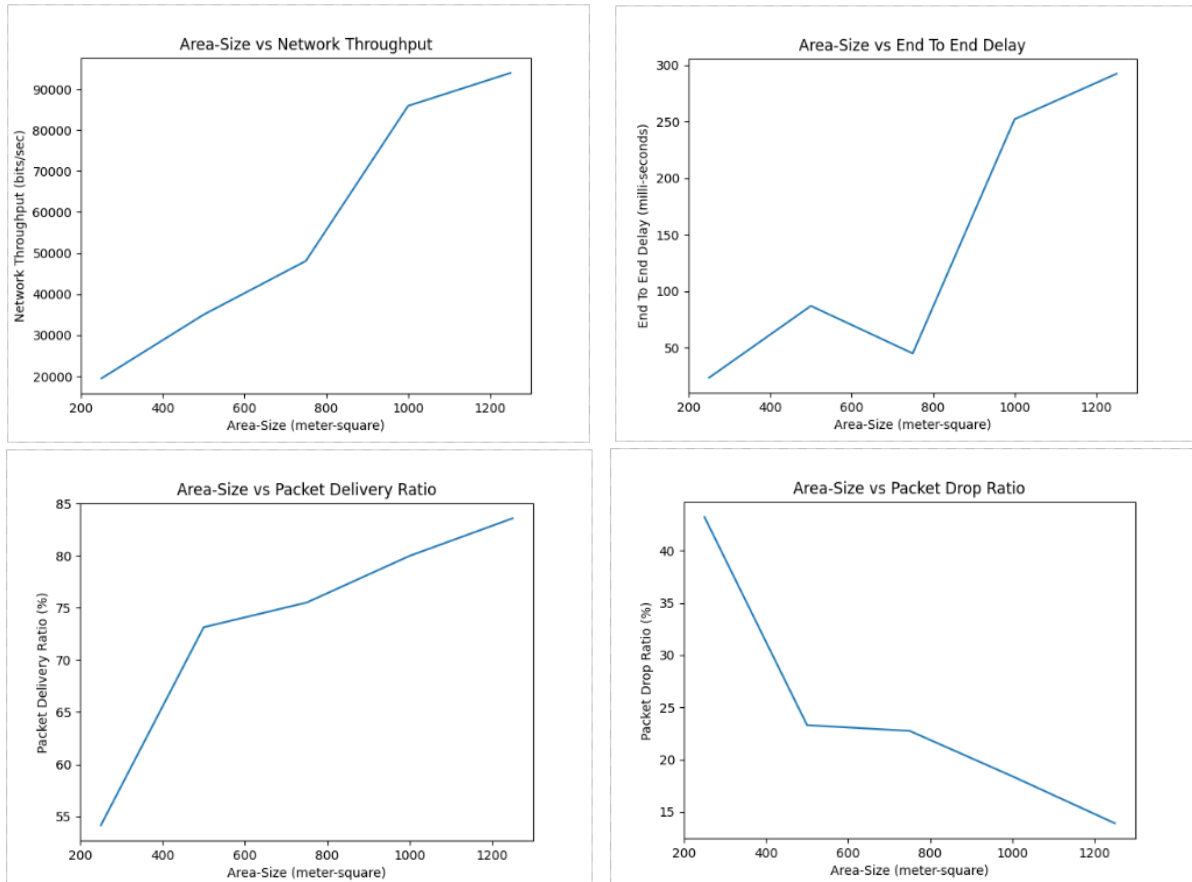 Area-Size vs Network Throughput
Network Throughput (bits/sec)
90000
80000
70000
60000
50000
40000
30000
20000
200 400 600 800 1000 1200
Area-Size (meter-square)
Area-Size vs End To End Delay
End To End Delay (milli-seconds)
300
250
200
150
100
50
200 400 600 800 1000 1200
Area-Size (meter-square)
Area-Size vs Packet Delivery Ratio
Packet Delivery Ratio (%)
85
80
75
70
65
60
55
200 400 600 800 1000 1200
Area-Size (meter-square)
Area-Size vs Packet Drop Ratio
Packet Drop Ratio (%)
40
35
30
25
20
15
200 400 600 800 1000 1200
Area-Size (meter-square)